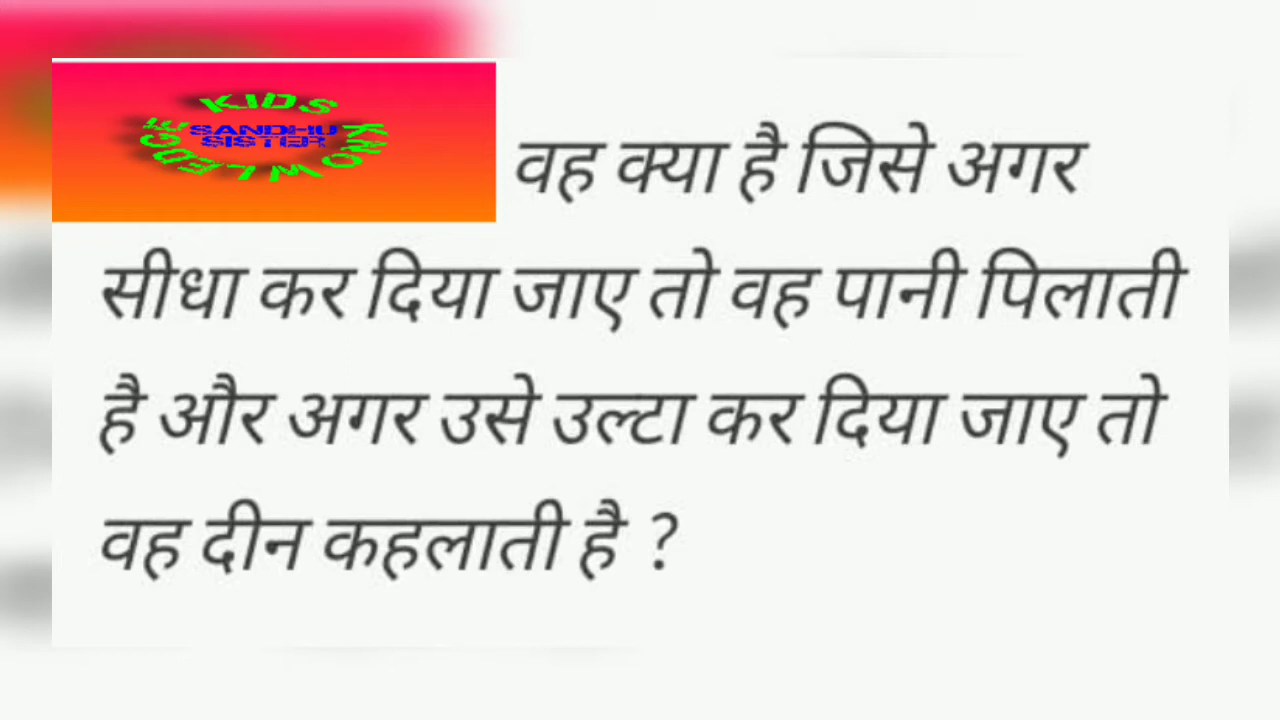 KIDS KNOWLEDGE
SANDHU
SISTER
वह क्या है जिसे अगर
सीधा कर दिया जाए तो वह पानी पिलाती
है और अगर उसे उल्टा कर दिया जाए तो
वह दीन कहलाती है ?